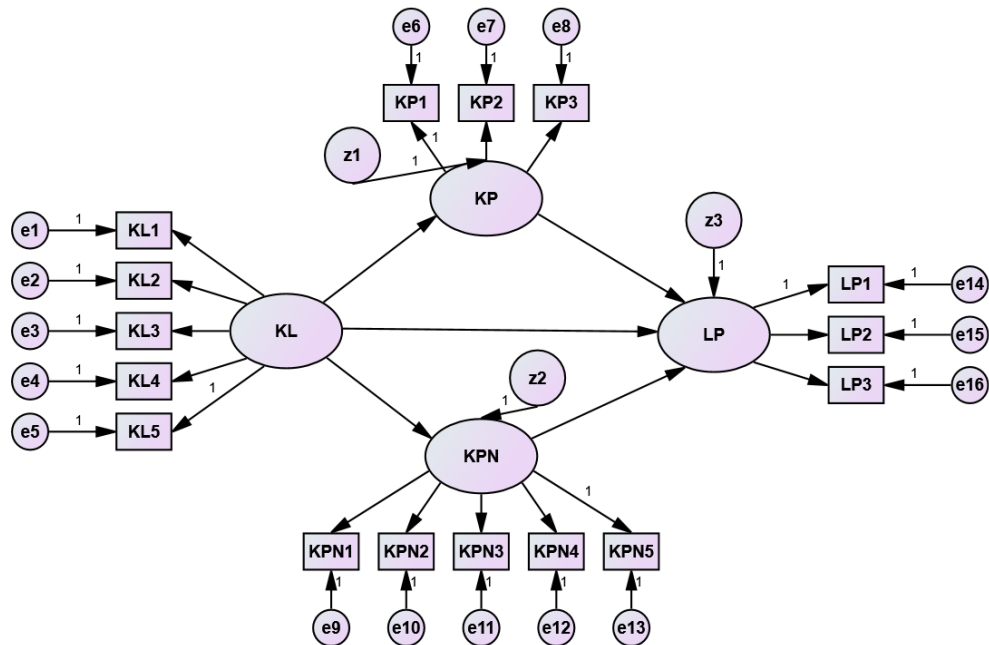 e6 e7 e8
1 1 1
KP1 KP2 KP3
1
z1
1
KP
z3
1
e1 1 KL1
e2 1 KL2
e3 1 KL3
e4 1 KL4
e5 1 KL5
1
KL
LP
1 LP1 1 e14
LP2 1 e15
LP3 1 e16
z2
1
KPN
1
KPN1 KPN2 KPN3 KPN4 KPN5
1 1 1 1 1
e9 e10 e11 e12 e13